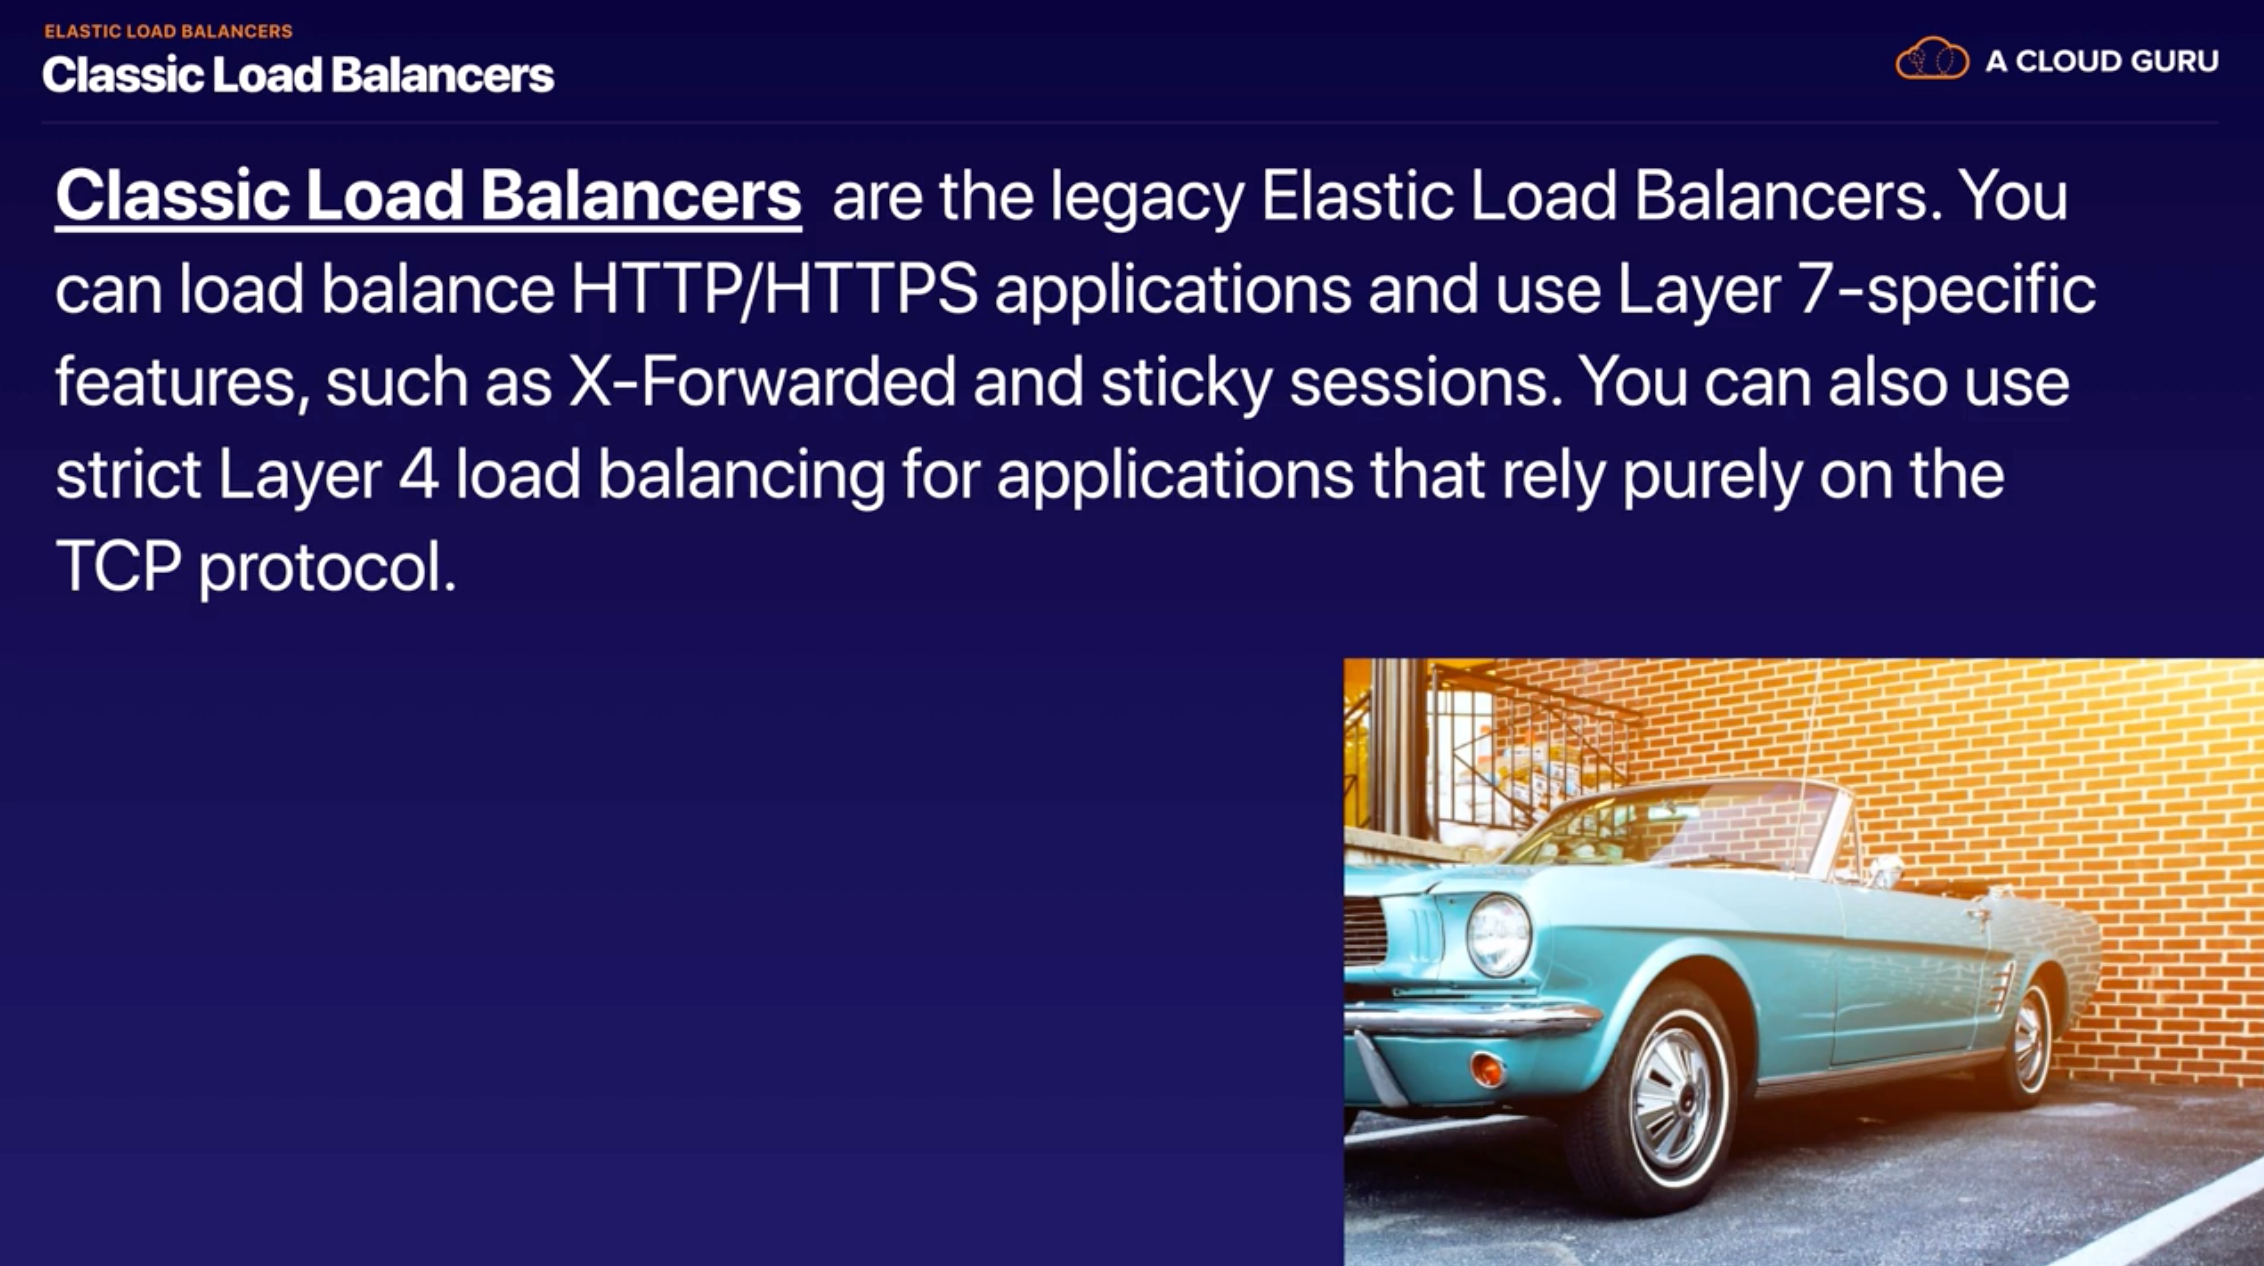 ELASTIC LOAD BALANCERS
Classic Load Balancers
A CLOUD GURU
Classic Load Balancers are the legacy Elastic Load Balancers. You
can load balance HTTP/HTTPS applications and use Layer 7-specific
features, such as X-Forwarded and sticky sessions. You can also use
strict Layer 4 load balancing for applications that rely purely on the
TCP protocol.